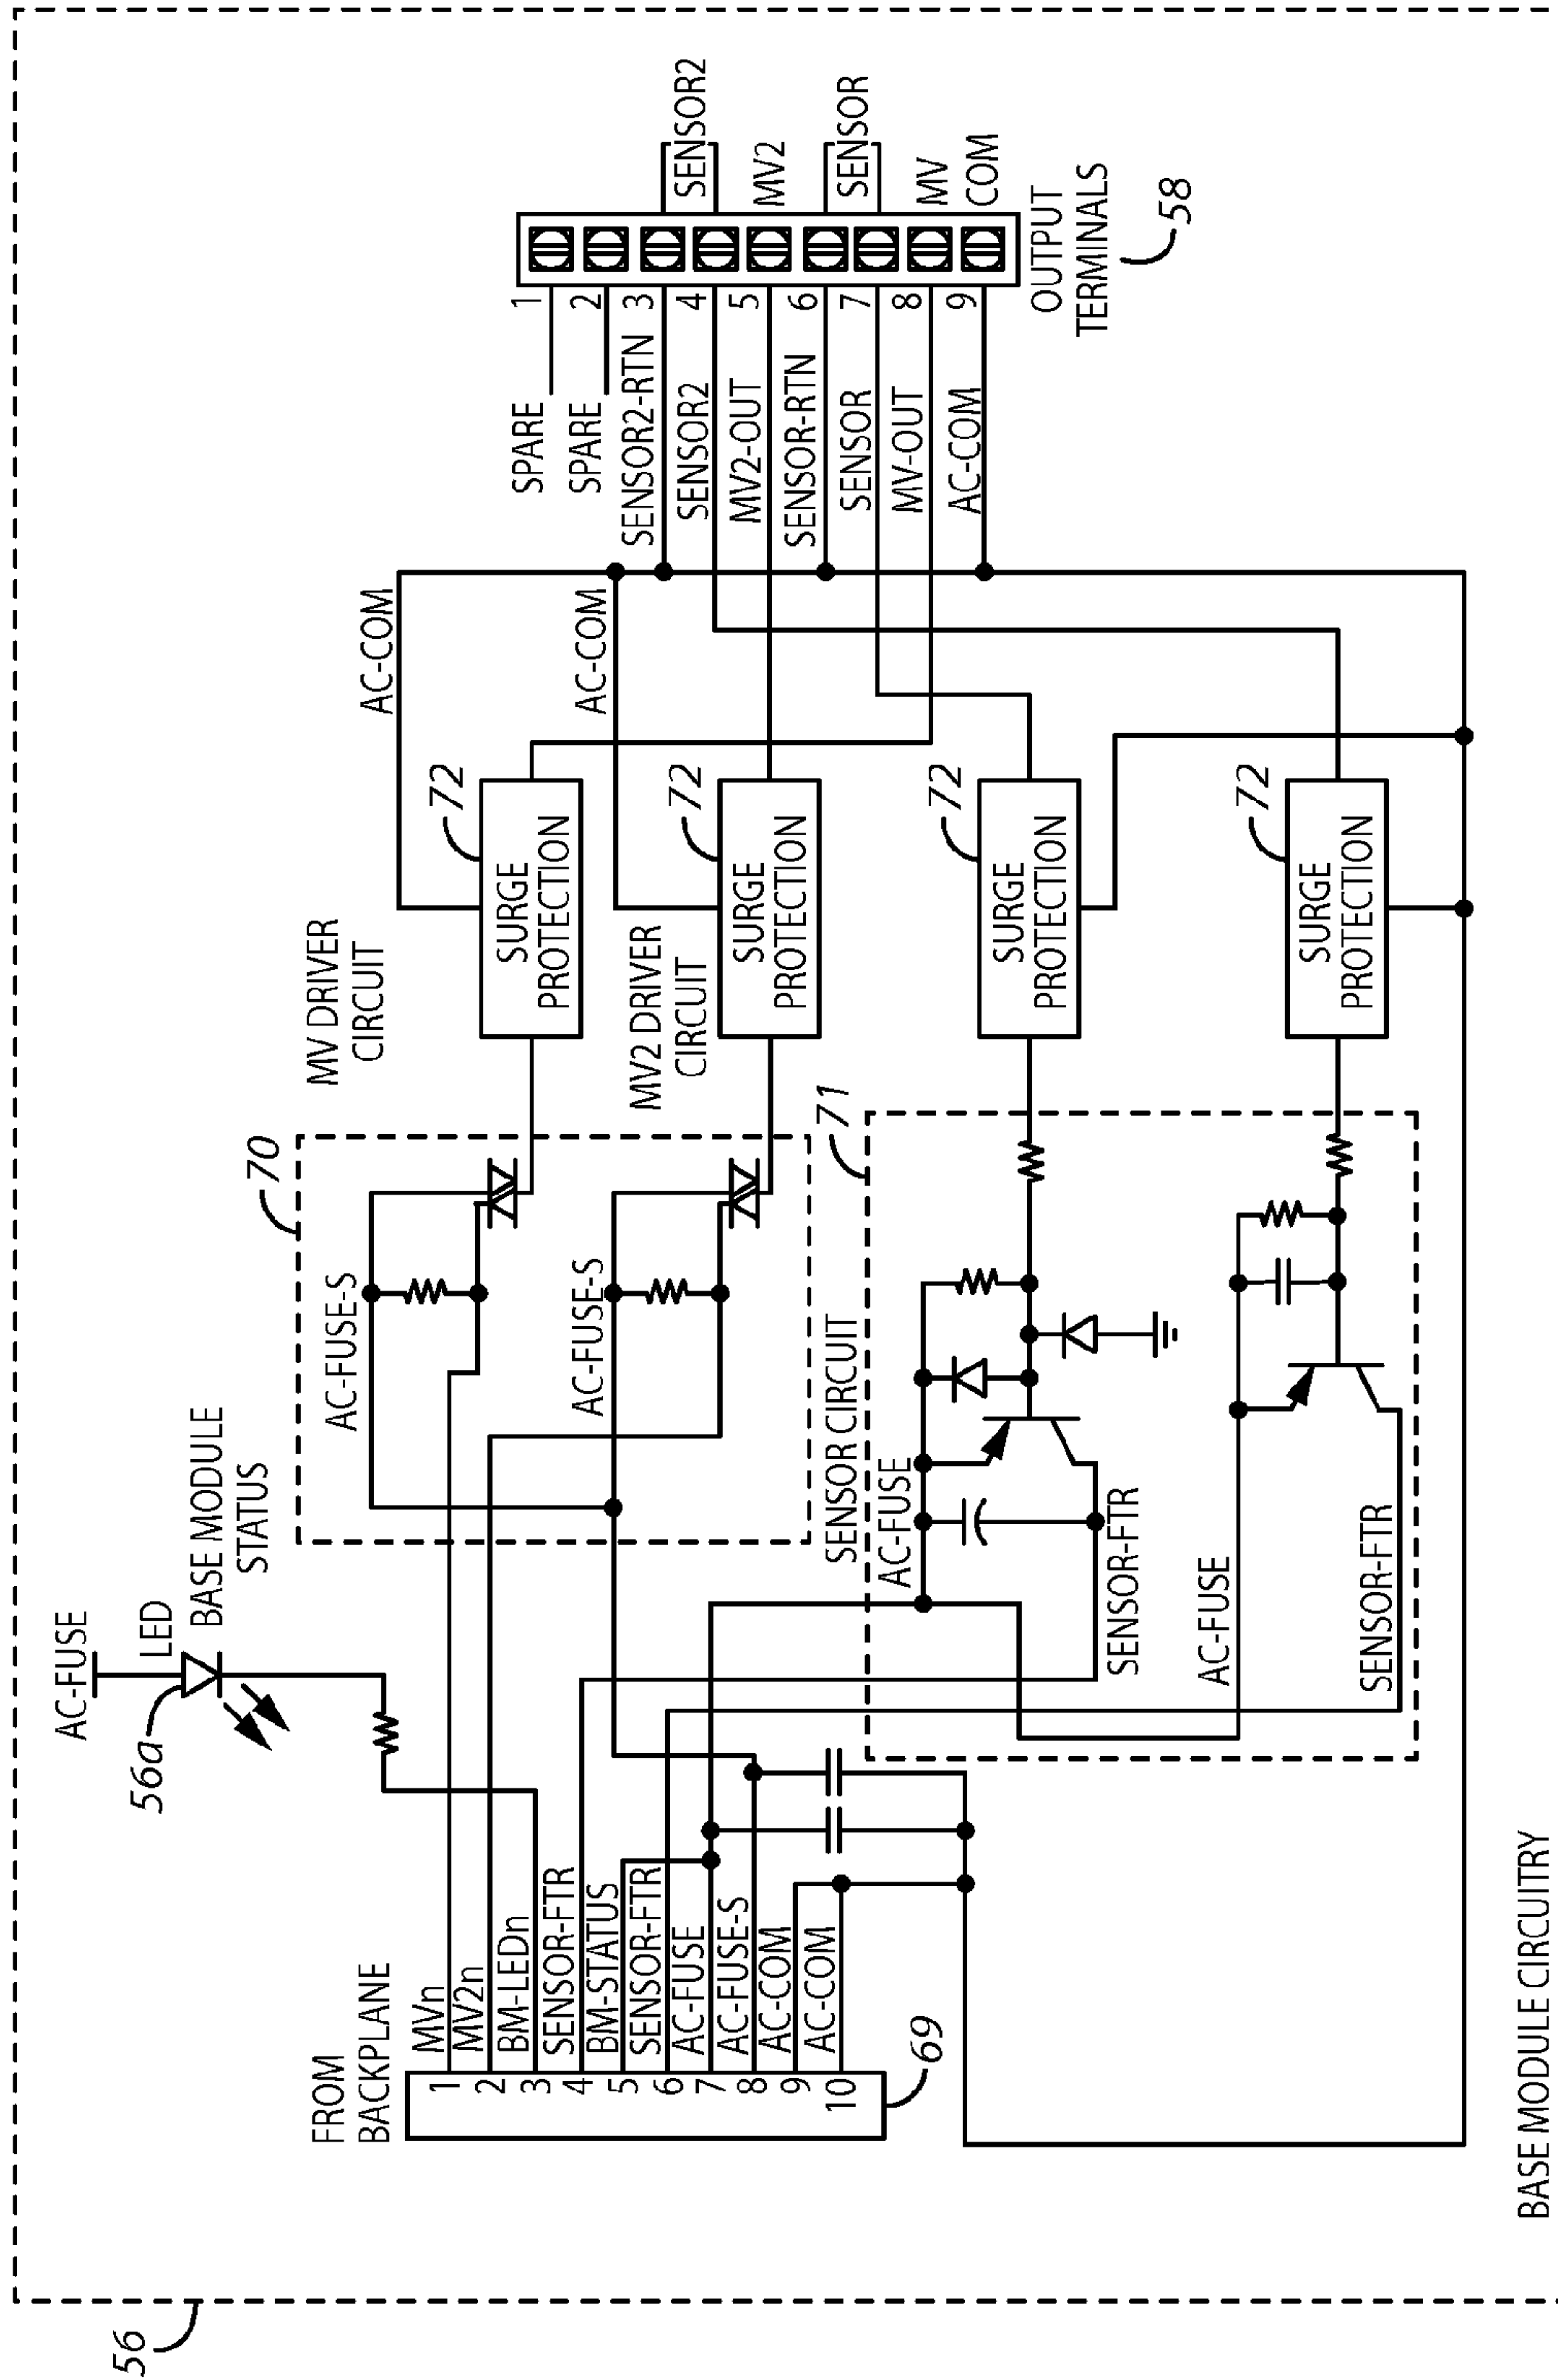 56
AC-FUSE
56a
LED
BASE MODULE
STATUS
FROM
BACKPLANE
1 MVn
2 MV2n
3 BM-LEDn
4 SENSOR-FTR
5 BM-STATUS
6 SENSOR-FTR
7 AC-FUSE
8 AC-FUSE-S
9 AC-COM
10 AC-COM
69
70
AC-FUSE-S
AC-FUSE-S
MV DRIVER
CIRCUIT
MV2 DRIVER
CIRCUIT
SENSOR CIRCUIT
71
AC-FUSE
SENSOR-FTR
AC-FUSE
SENSOR-FTR
72
SURGE
PROTECTION
72
SURGE
PROTECTION
72
SURGE
PROTECTION
72
SURGE
PROTECTION
AC-COM
AC-COM
SPARE 1
SPARE 2
SENSOR2-RTN 3
SENSOR2 4
MV2-OUT 5
SENSOR-RTN 6
SENSOR 7
MV-OUT 8
AC-COM 9
SENSOR2
MV2
SENSOR
MV
COM
OUTPUT
TERMINALS
58
BASE MODULE CIRCUITRY